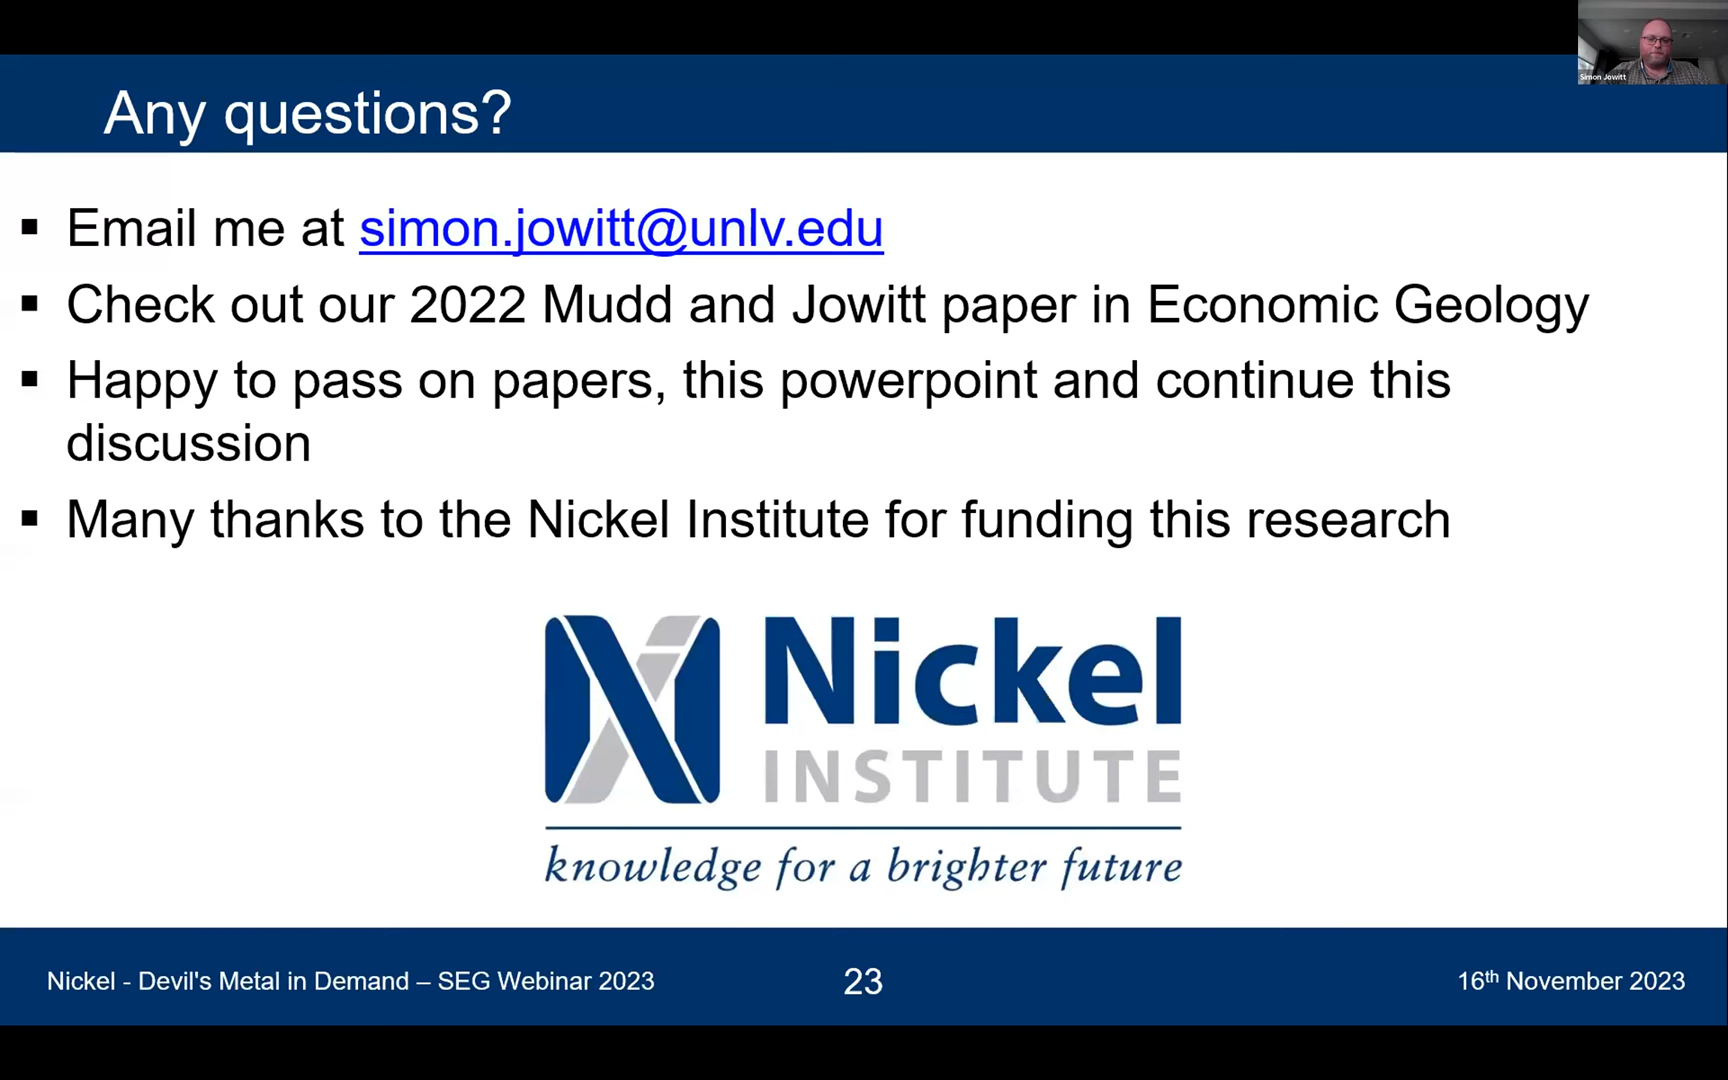 Simon Jowitt
Any questions?
▪ Email me at simon.jowitt@unlv.edu
▪ Check out our 2022 Mudd and Jowitt paper in Economic Geology
▪ Happy to pass on papers, this powerpoint and continue this
discussion
▪ Many thanks to the Nickel Institute for funding this research
Nickel
INSTITUTE
knowledge for a brighter future
Nickel - Devil's Metal in Demand – SEG Webinar 2023
23
16th November 2023